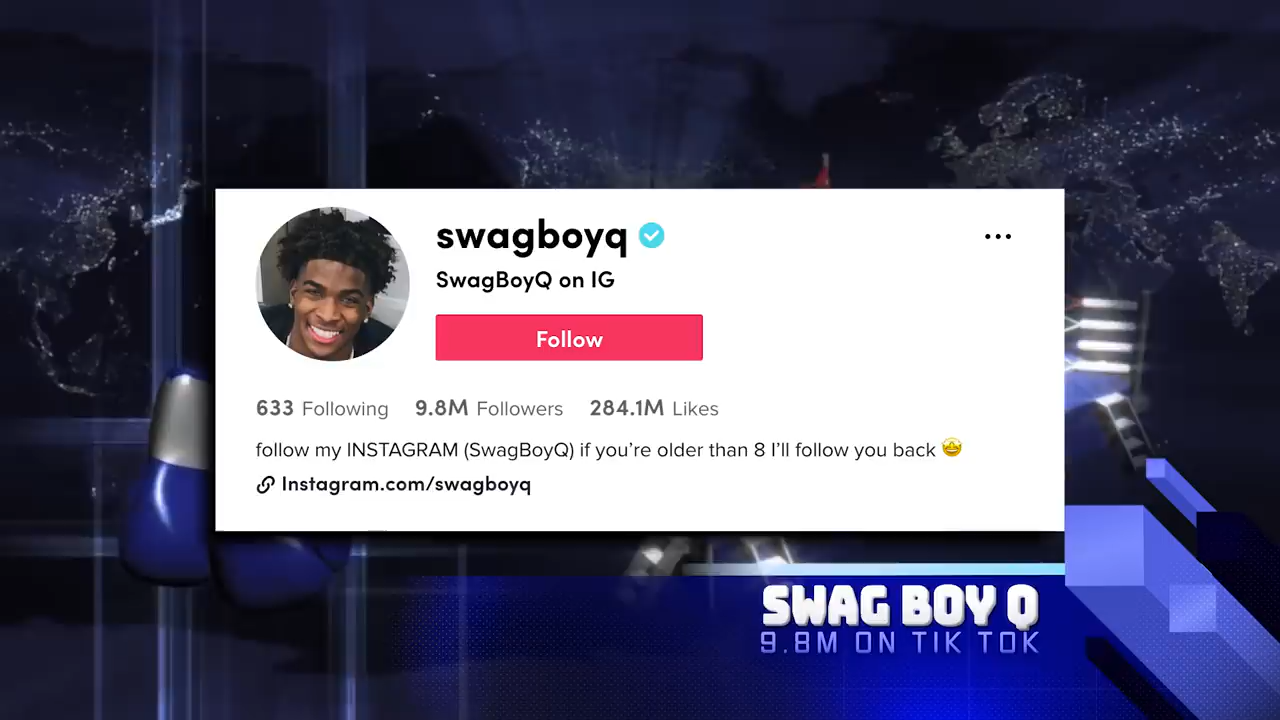 swagboyq
SwagBoyQ on IG
Follow
633 Following 9.8M Followers 284.1M Likes
follow my INSTAGRAM (SwagBoyQ) if you’re older than 8 I’ll follow you back 🤩
Instagram.com/swagboyq
SWAG BOY Q
9.8M ON TIK TOK